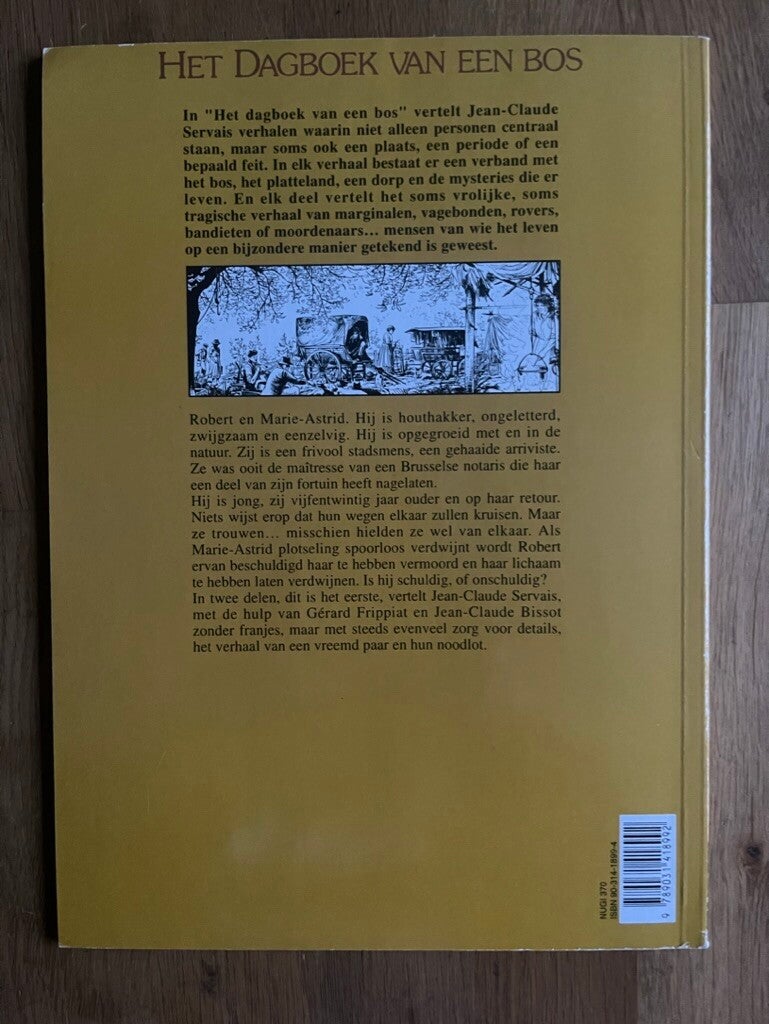 HET DAGBOEK VAN EEN BOS
In "Het dagboek van een bos" vertelt Jean-Claude
Servais verhalen waarin niet alleen personen centraal
staan, maar soms ook een plaats, een periode of een
bepaald feit. In elk verhaal bestaat er een verband met
het bos, het platteland, een dorp en de mysteries die er
leven. En elk deel vertelt het soms vrolijke, soms
tragische verhaal van marginalen, vagebonden, rovers,
bandieten of moordenaars... mensen van wie het leven
op een bijzondere manier getekend is geweest.
Robert en Marie-Astrid. Hij is houthakker, ongeletterd,
zwijgzaam en eenzelvig. Hij is opgegroeid met en in de
natuur. Zij is een frivool stadsmens, een gehaaide arriviste.
Ze was ooit de maîtresse van een Brusselse notaris die haar
een deel van zijn fortuin heeft nagelaten.
Hij is jong, zij vijfentwintig jaar ouder en op haar retour.
Niets wijst erop dat hun wegen elkaar zullen kruisen. Maar
ze trouwen... misschien hielden ze wel van elkaar. Als
Marie-Astrid plotseling spoorloos verdwijnt wordt Robert
ervan beschuldigd haar te hebben vermoord en haar lichaam
te hebben laten verdwijnen. Is hij schuldig, of onschuldig?
In twee delen, dit is het eerste, vertelt Jean-Claude Servais,
met de hulp van Gérard Frippiat en Jean-Claude Bissot
zonder franjes, maar met steeds evenveel zorg voor details,
het verhaal van een vreemd paar en hun noodlot.
NUGI 370
ISBN 90-314-1899-4
9 789031 418992